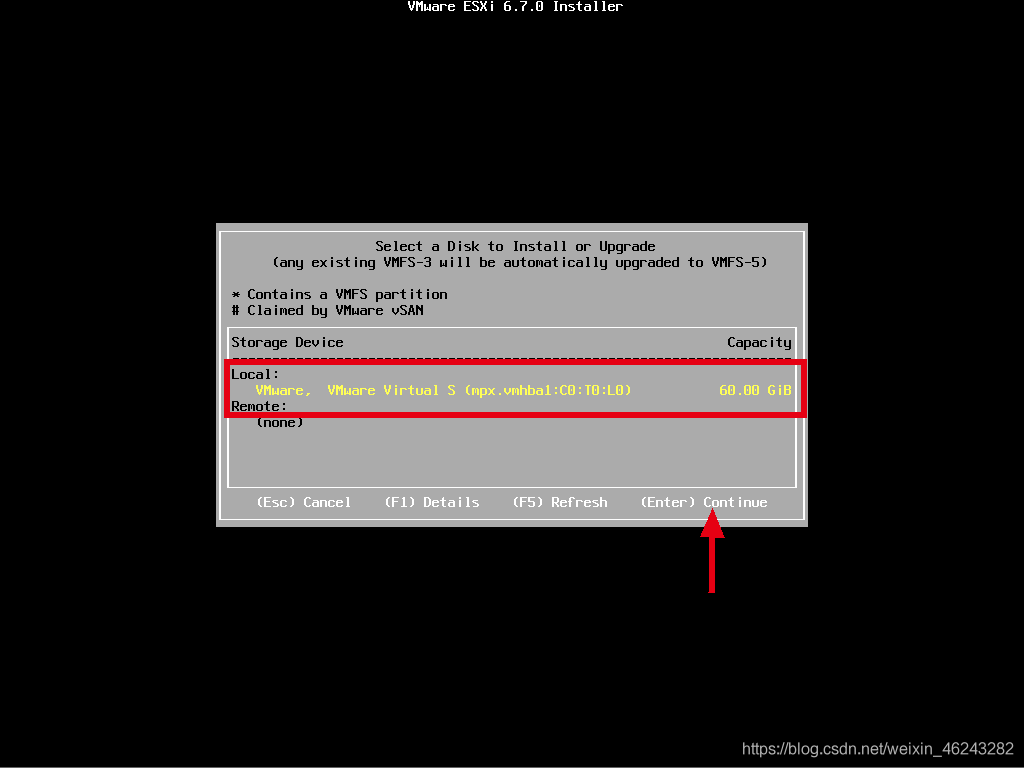 VMware ESXi 6.7.0 Installer
Select a Disk to Install or Upgrade
(any existing VMFS-3 will be automatically upgraded to VMFS-5)
* Contains a VMFS partition
# Claimed by VMware vSAN
Storage Device Capacity
Local:
VMware, VMware Virtual S (mpx.vmhba1:C0:T0:L0) 60.00 GiB
Remote:
(none)
(Esc) Cancel (F1) Details (F5) Refresh (Enter) Continue
https://blog.csdn.net/weixin_46243282